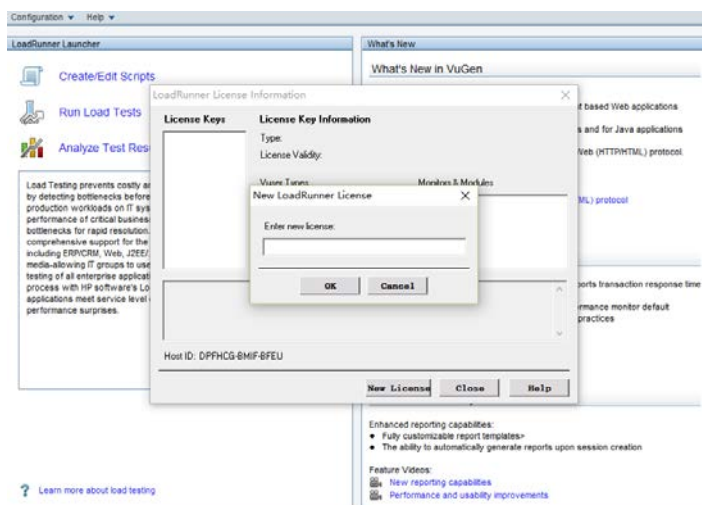 Configuration Help
LoadRunner Launcher
Create/Edit Scripts
Run Load Tests
Analyze Test Res
Load Testing prevents costly
by detecting bottlenecks before
production workloads on IT sys
performance of critical busines
bottlenecks for rapid resolution.
comprehensive support for the
including ERP/CRM, Web, J2EE/
media-allowing IT groups to use
testing of all enterprise applicat
process with HP software's Lo
applications meet service level
performance surprises.
? Learn more about load testing
LoadRunner License Information
License Keys
License Key Information
Type:
License Validity:
Vuser Types
Monitors & Modules
New LoadRunner License
Enter new license:
OK Cancel
Host ID: DPFHCG-BMIF-BFEU
New License Close Help
What's New
What's New in VuGen
t based Web applications
s and for Java applications
Web (HTTP/HTML) protocol.
ML) protocol
ports transaction response time
rmance monitor default
practices
Enhanced reporting capabilities:
● Fully customizable report templates>
● The ability to automatically generate reports upon session creation
Feature Videos:
New reporting capabilities
Performance and usability improvements